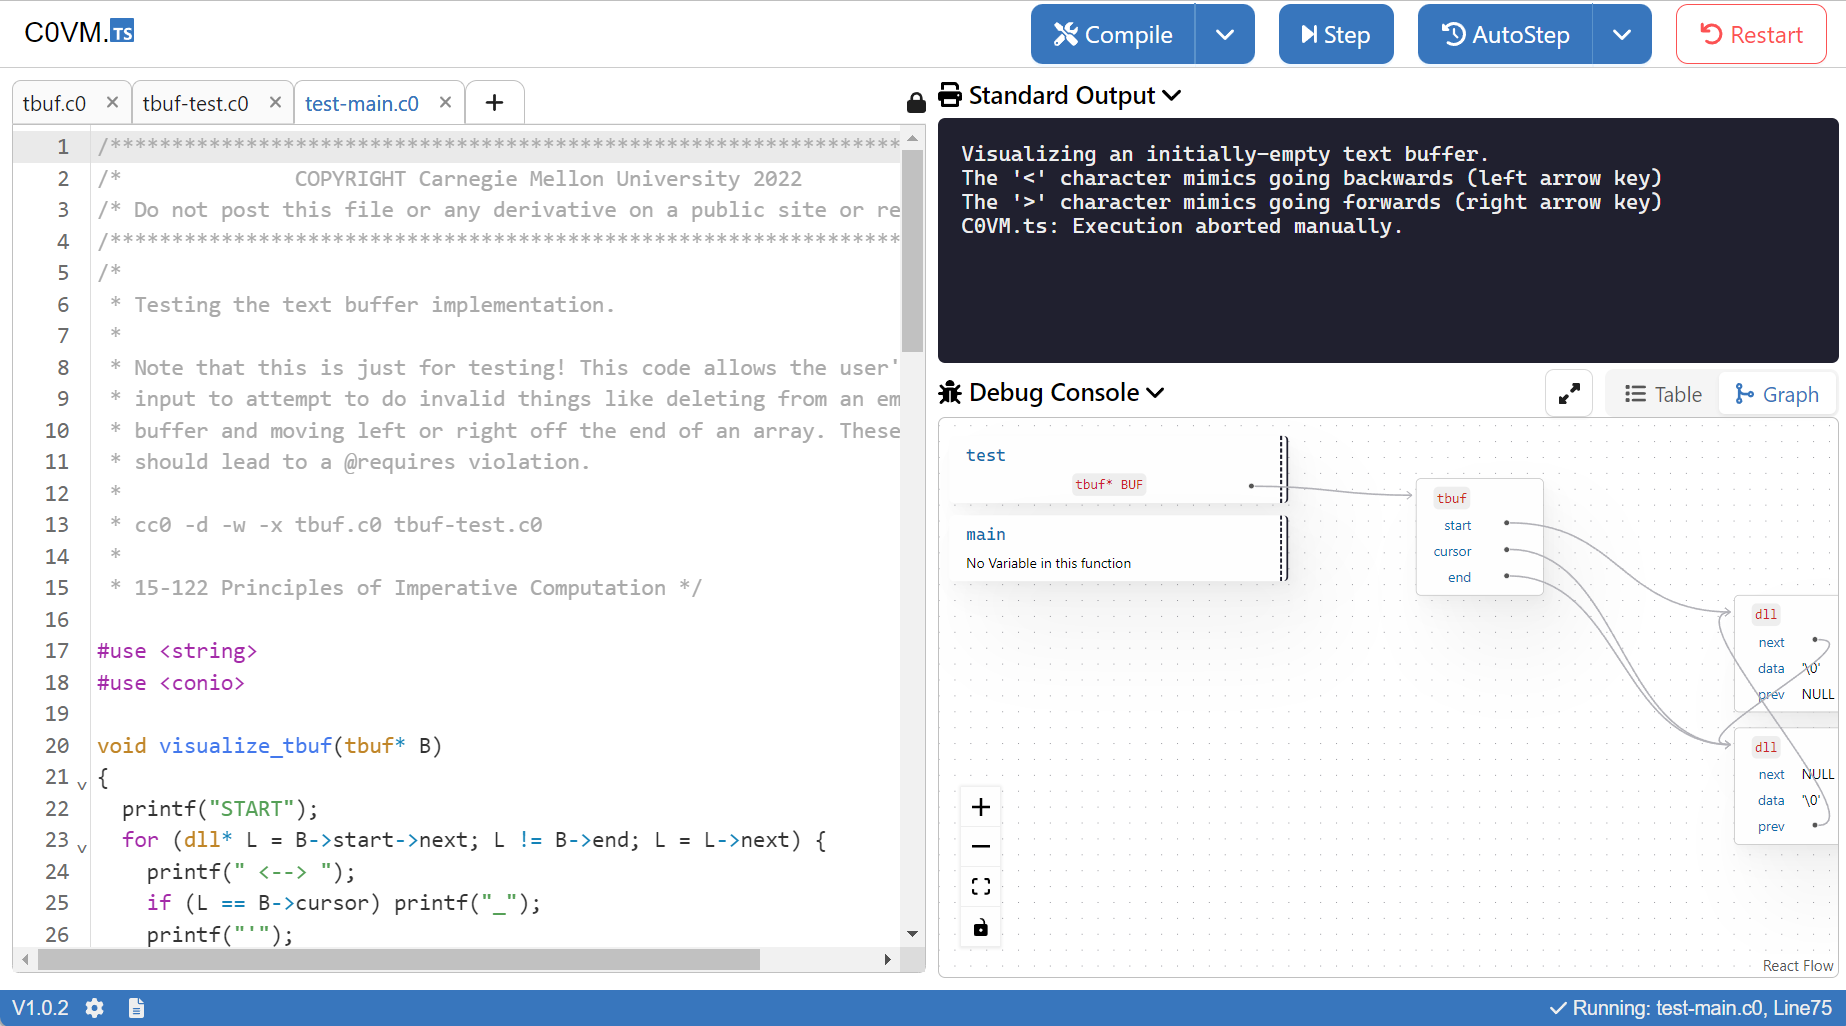 C0VM.TS
Compile
Step
AutoStep
Restart
tbuf.c0 ×
tbuf-test.c0 ×
test-main.c0 ×
+
1 /*****************************************************************
2 /*              COPYRIGHT Carnegie Mellon University 2022
3 /* Do not post this file or any derivative on a public site or re
4 /*****************************************************************
5 /*
6  * Testing the text buffer implementation.
7  *
8  * Note that this is just for testing! This code allows the user'
9  * input to attempt to do invalid things like deleting from an em
10  * buffer and moving left or right off the end of an array. These
11  * should lead to a @requires violation.
12  *
13  * cc0 -d -w -x tbuf.c0 tbuf-test.c0
14  *
15  * 15-122 Principles of Imperative Computation */
16
17 #use <string>
18 #use <conio>
19
20 void visualize_tbuf(tbuf* B)
21 {
22   printf("START");
23   for (dll* L = B->start->next; L != B->end; L = L->next) {
24     printf(" <--> ");
25     if (L == B->cursor) printf("_");
26     printf("'");
Standard Output
Visualizing an initially-empty text buffer.
The '<' character mimics going backwards (left arrow key)
The '>' character mimics going forwards (right arrow key)
C0VM.ts: Execution aborted manually.
Debug Console
Table
Graph
test
tbuf* BUF
main
No Variable in this function
tbuf
start
cursor
end
dll
next
data '\0'
prev NULL
dll
next NULL
data '\0'
prev
React Flow
V1.0.2
Running: test-main.c0, Line75